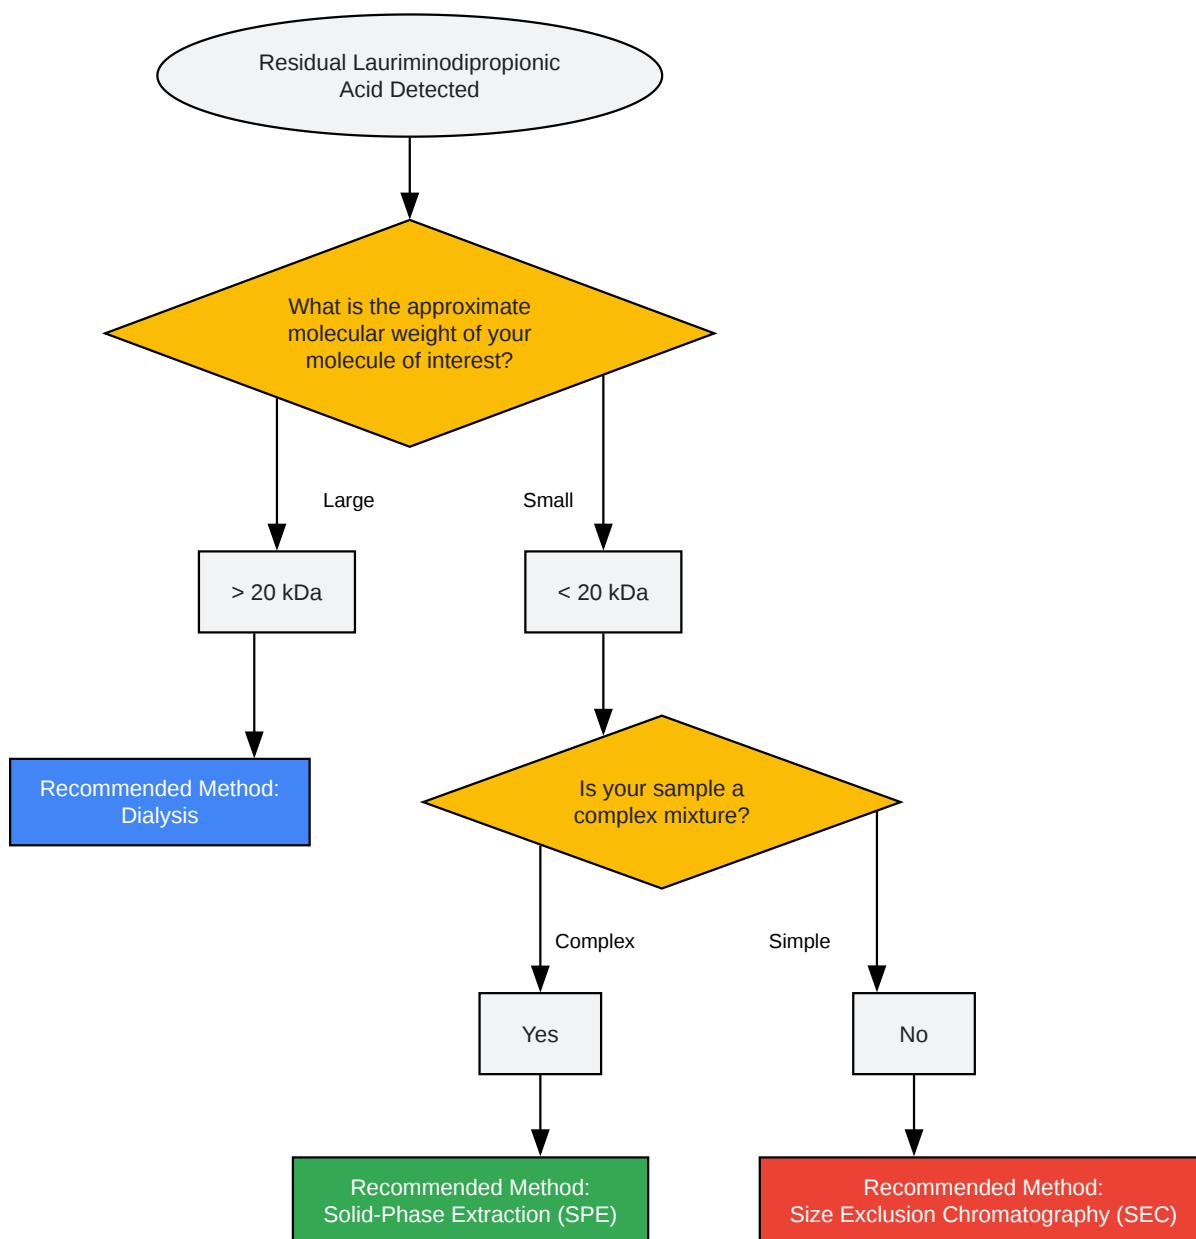 Residual Lauriminodipropionic
Acid Detected
What is the approximate
molecular weight of your
molecule of interest?
Large
Small
> 20 kDa
< 20 kDa
Recommended Method:
Dialysis
Is your sample a
complex mixture?
Complex
Simple
Yes
No
Recommended Method:
Solid-Phase Extraction (SPE)
Recommended Method:
Size Exclusion Chromatography (SEC)